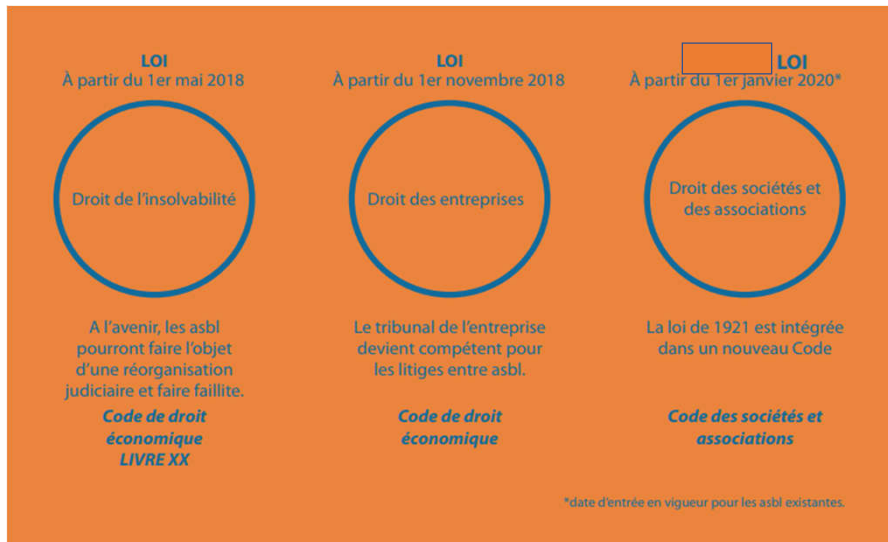 LOI
À partir du 1er mai 2018
Droit de l'insolvabilité
A l'avenir, les asbl
pourront faire l'objet
d'une réorganisation
judiciaire et faire faillite.
Code de droit
économique
LIVRE XX
LOI
À partir du 1er novembre 2018
Droit des entreprises
Le tribunal de l'entreprise
devient compétent pour
les litiges entre asbl.
Code de droit
économique
LOI
À partir du 1er janvier 2020*
Droit des sociétés et
des associations
La loi de 1921 est intégrée
dans un nouveau Code
Code des sociétés et
associations
*date d'entrée en vigueur pour les asbl existantes.